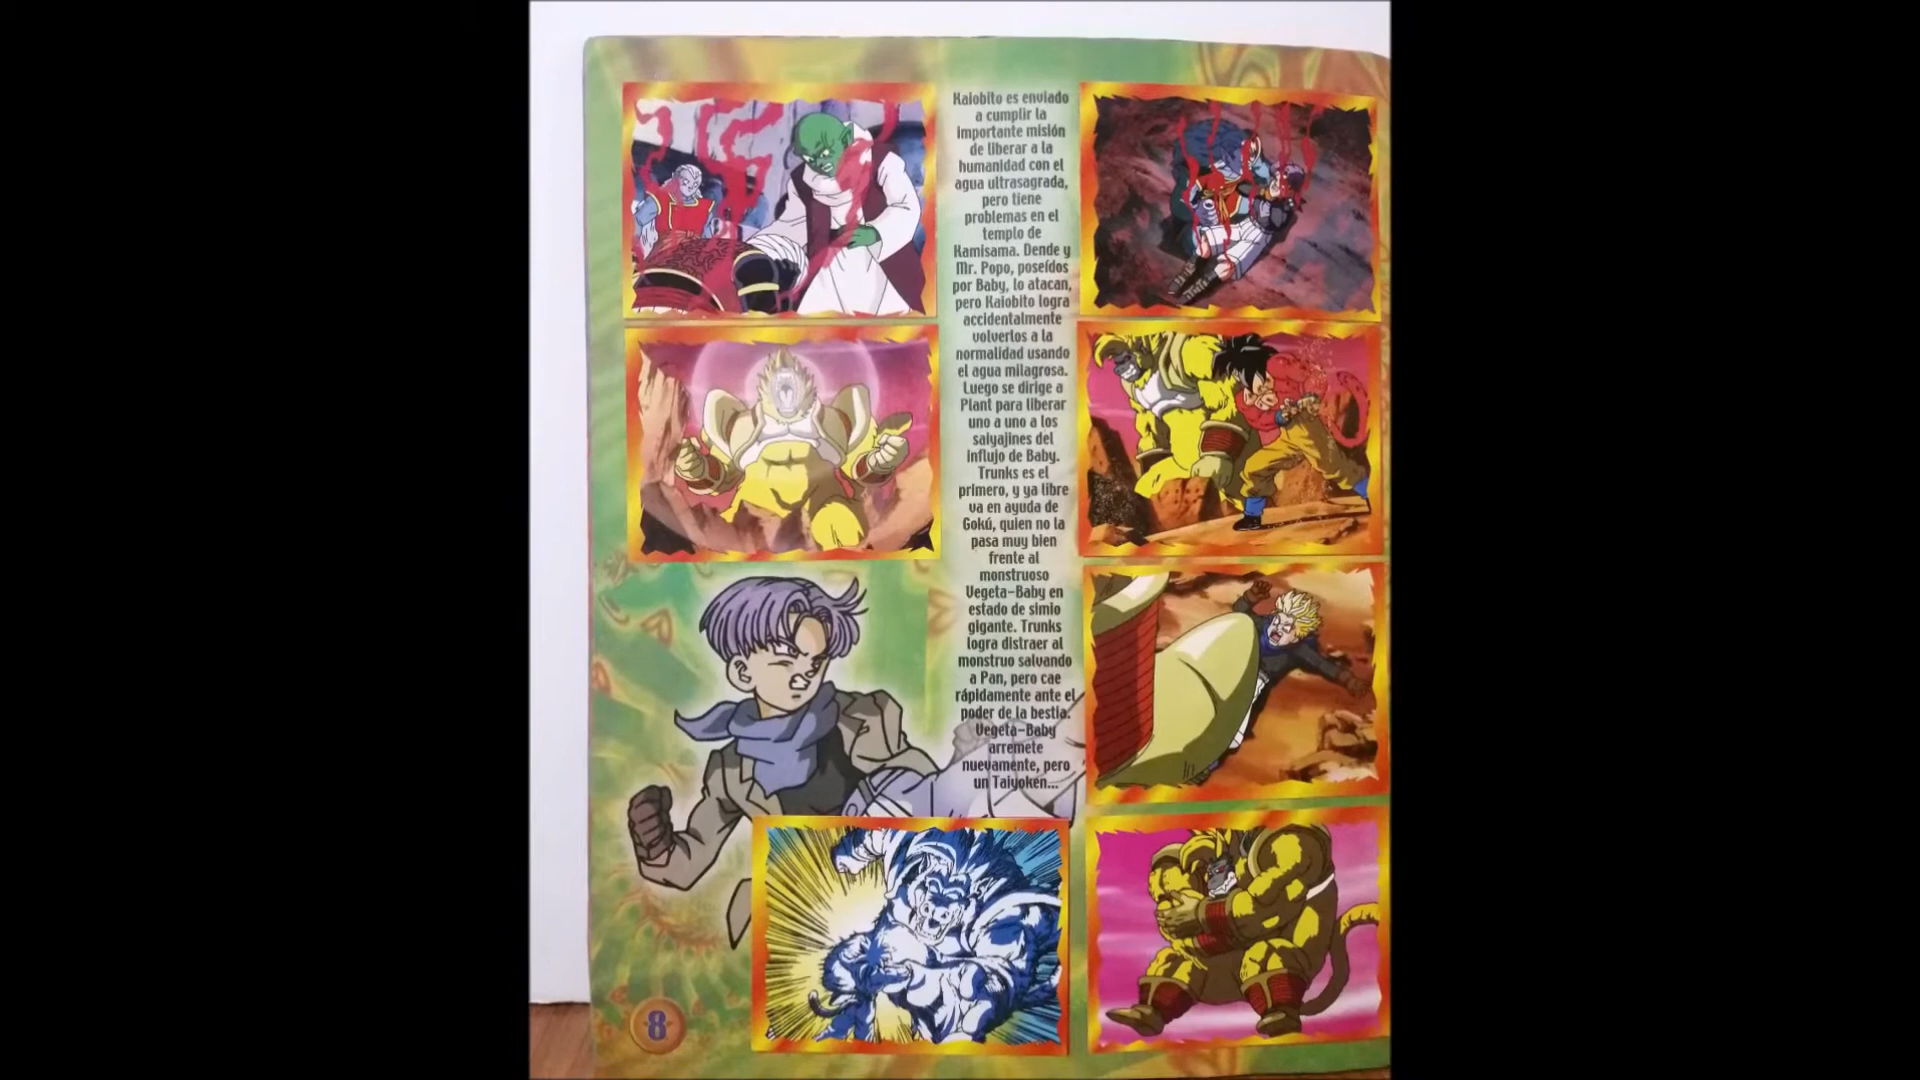 Kaiobito es enviado
a cumplir la
importante misión
de liberar a la
humanidad con el
agua ultrasagrada,
pero tiene
problemas en el
templo de
Kamisama. Dende y
Mr. Popo, poseídos
por Baby, lo atacan,
pero Kaiobito logra
accidentalmente
volverlos a la
normalidad usando
el agua milagrosa.
Luego se dirige a
Plant para liberar
uno a uno a los
saiyajines del
influjo de Baby.
Trunks es el
primero, y ya libre
va en ayuda de
Gokú, quien no la
pasa muy bien
frente al
monstruoso
Vegeta-Baby en
estado de simio
gigante. Trunks
logra distraer al
monstruo salvando
a Pan, pero cae
rápidamente ante el
poder de la bestia.
Vegeta-Baby
arremete
nuevamente, pero
un Taiyoken...
8